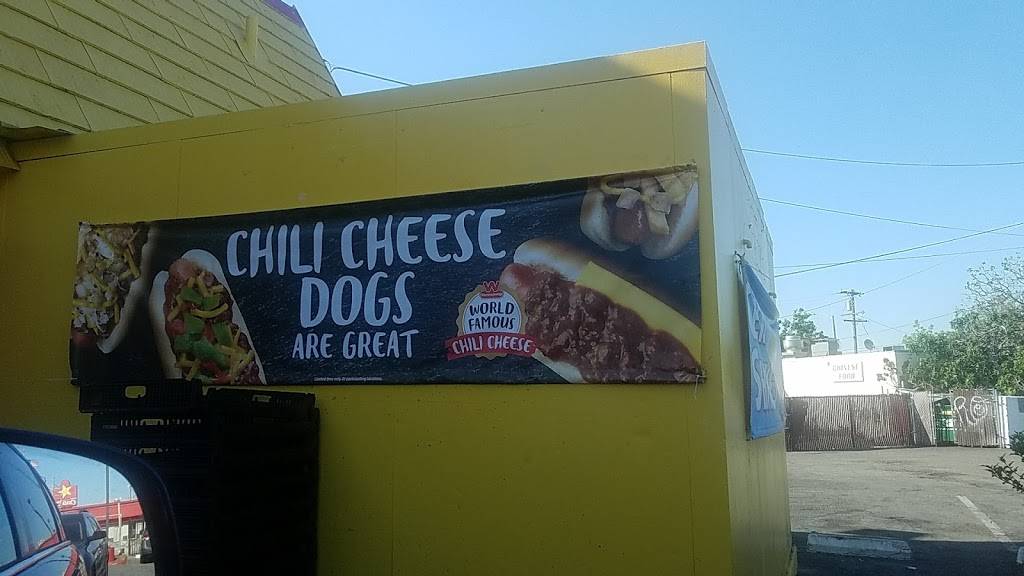 CHILI CHEESE
DOGS
ARE GREAT
W
WORLD
FAMOUS
CHILI CHEESE
CHINESE
FOOD